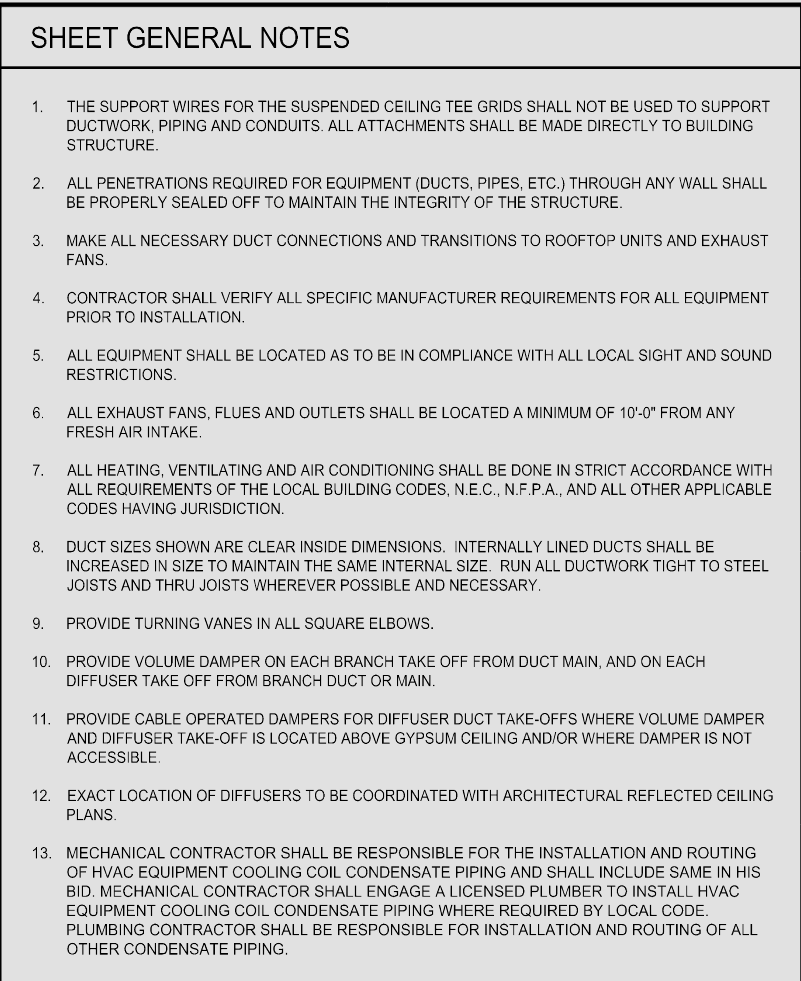 SHEET GENERAL NOTES
1. THE SUPPORT WIRES FOR THE SUSPENDED CEILING TEE GRIDS SHALL NOT BE USED TO SUPPORT
DUCTWORK, PIPING AND CONDUITS. ALL ATTACHMENTS SHALL BE MADE DIRECTLY TO BUILDING
STRUCTURE.
2. ALL PENETRATIONS REQUIRED FOR EQUIPMENT (DUCTS, PIPES, ETC.) THROUGH ANY WALL SHALL
BE PROPERLY SEALED OFF TO MAINTAIN THE INTEGRITY OF THE STRUCTURE.
3. MAKE ALL NECESSARY DUCT CONNECTIONS AND TRANSITIONS TO ROOFTOP UNITS AND EXHAUST
FANS.
4. CONTRACTOR SHALL VERIFY ALL SPECIFIC MANUFACTURER REQUIREMENTS FOR ALL EQUIPMENT
PRIOR TO INSTALLATION.
5. ALL EQUIPMENT SHALL BE LOCATED AS TO BE IN COMPLIANCE WITH ALL LOCAL SIGHT AND SOUND
RESTRICTIONS.
6. ALL EXHAUST FANS, FLUES AND OUTLETS SHALL BE LOCATED A MINIMUM OF 10'-0" FROM ANY
FRESH AIR INTAKE.
7. ALL HEATING, VENTILATING AND AIR CONDITIONING SHALL BE DONE IN STRICT ACCORDANCE WITH
ALL REQUIREMENTS OF THE LOCAL BUILDING CODES, N.E.C., N.F.P.A., AND ALL OTHER APPLICABLE
CODES HAVING JURISDICTION.
8. DUCT SIZES SHOWN ARE CLEAR INSIDE DIMENSIONS. INTERNALLY LINED DUCTS SHALL BE
INCREASED IN SIZE TO MAINTAIN THE SAME INTERNAL SIZE. RUN ALL DUCTWORK TIGHT TO STEEL
JOISTS AND THRU JOISTS WHEREVER POSSIBLE AND NECESSARY.
9. PROVIDE TURNING VANES IN ALL SQUARE ELBOWS.
10. PROVIDE VOLUME DAMPER ON EACH BRANCH TAKE OFF FROM DUCT MAIN, AND ON EACH
DIFFUSER TAKE OFF FROM BRANCH DUCT OR MAIN.
11. PROVIDE CABLE OPERATED DAMPERS FOR DIFFUSER DUCT TAKE-OFFS WHERE VOLUME DAMPER
AND DIFFUSER TAKE-OFF IS LOCATED ABOVE GYPSUM CEILING AND/OR WHERE DAMPER IS NOT
ACCESSIBLE.
12. EXACT LOCATION OF DIFFUSERS TO BE COORDINATED WITH ARCHITECTURAL REFLECTED CEILING
PLANS.
13. MECHANICAL CONTRACTOR SHALL BE RESPONSIBLE FOR THE INSTALLATION AND ROUTING
OF HVAC EQUIPMENT COOLING COIL CONDENSATE PIPING AND SHALL INCLUDE SAME IN HIS
BID. MECHANICAL CONTRACTOR SHALL ENGAGE A LICENSED PLUMBER TO INSTALL HVAC
EQUIPMENT COOLING COIL CONDENSATE PIPING WHERE REQUIRED BY LOCAL CODE.
PLUMBING CONTRACTOR SHALL BE RESPONSIBLE FOR INSTALLATION AND ROUTING OF ALL
OTHER CONDENSATE PIPING.